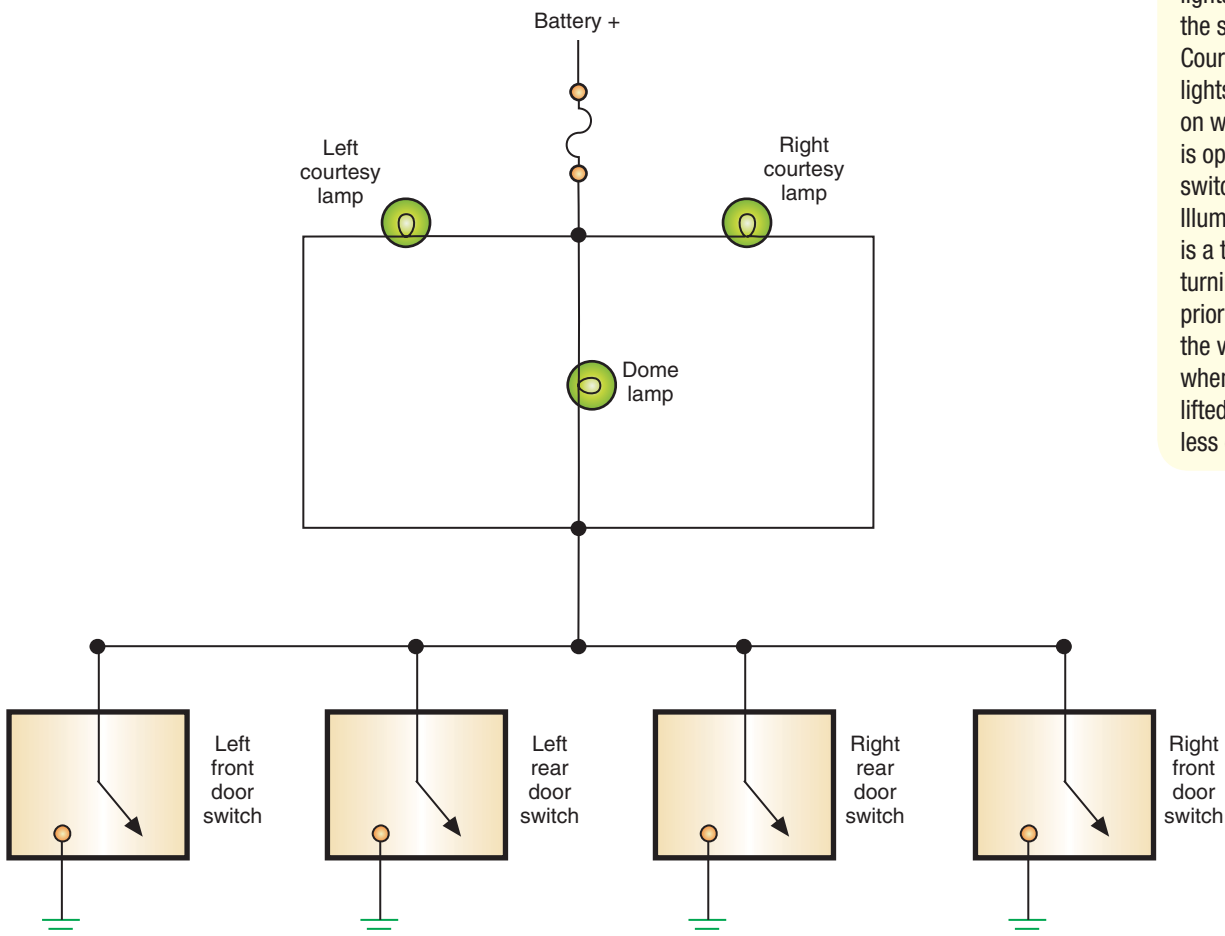 Battery +
Left
courtesy
lamp
Right
courtesy
lamp
Dome
lamp
Left
front
door
switch
Left
rear
door
switch
Right
rear
door
switch
Right
front
door
switch
lights
the s
Cour
lights
on w
is op
switc
Illum
is a t
turni
prior
the v
when
lifted
less